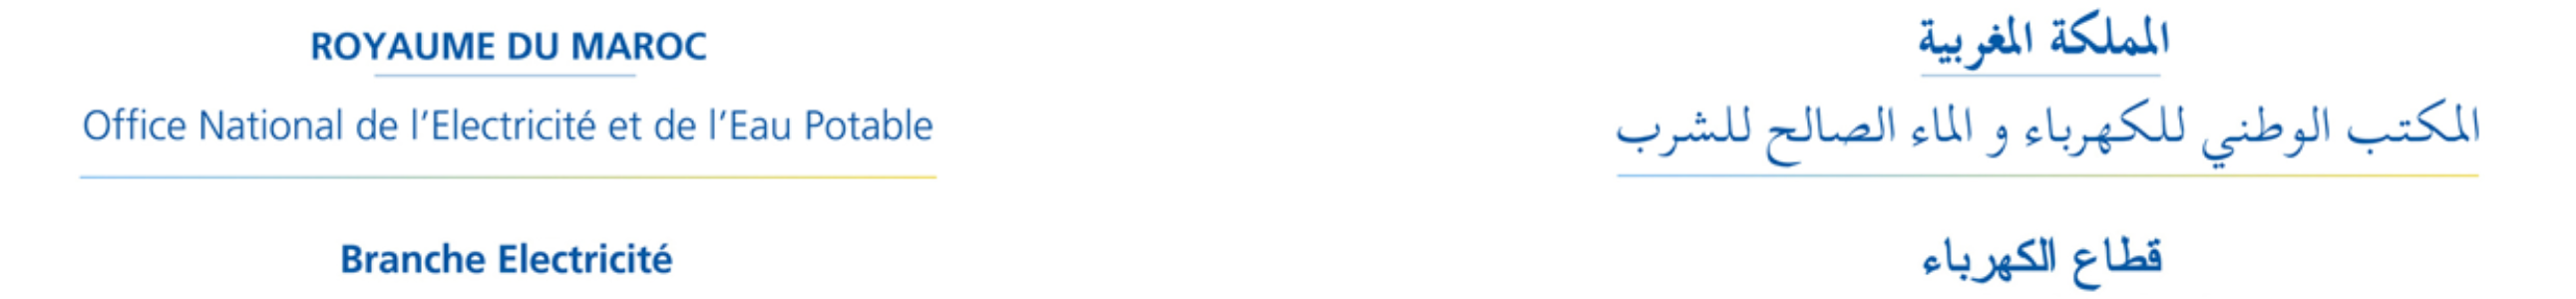 ROYAUME DU MAROC
Office National de l'Electricité et de l'Eau Potable
Branche Electricité
المملكة المغربية
المكتب الوطني للكهرباء و الماء الصالح للشرب
قطاع الكهرباء